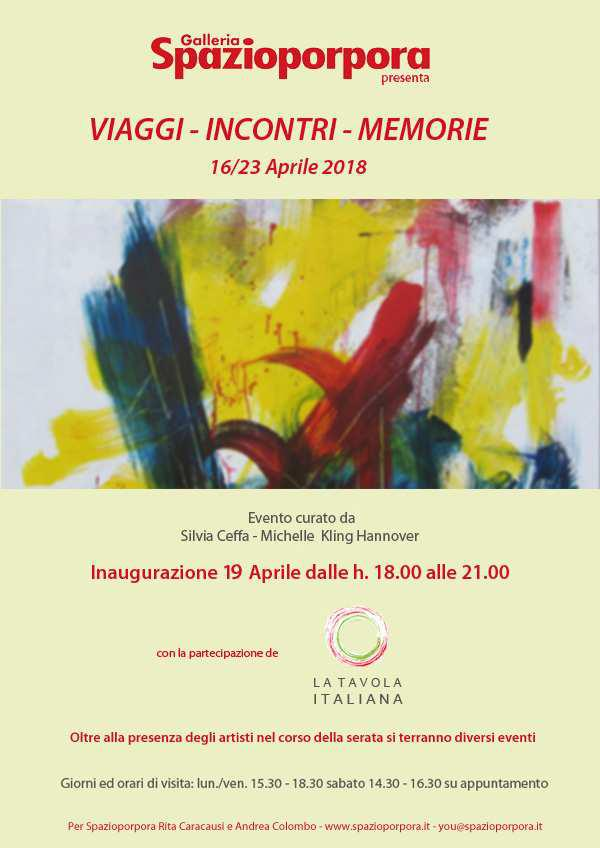 Galleria
Spazioporpora
presenta
VIAGGI - INCONTRI - MEMORIE
16/23 Aprile 2018
Evento curato da
Silvia Ceffa - Michelle Kling Hannover
Inaugurazione 19 Aprile dalle h. 18.00 alle 21.00
con la partecipazione de
LA TAVOLA
ITALIANA
Oltre alla presenza degli artisti nel corso della serata si terranno diversi eventi
Giorni ed orari di visita: lun./ven. 15.30 - 18.30 sabato 14.30 - 16.30 su appuntamento
Per Spazioporpora Rita Caracausi e Andrea Colombo - www.spazioporpora.it - you@spazioporpora.it